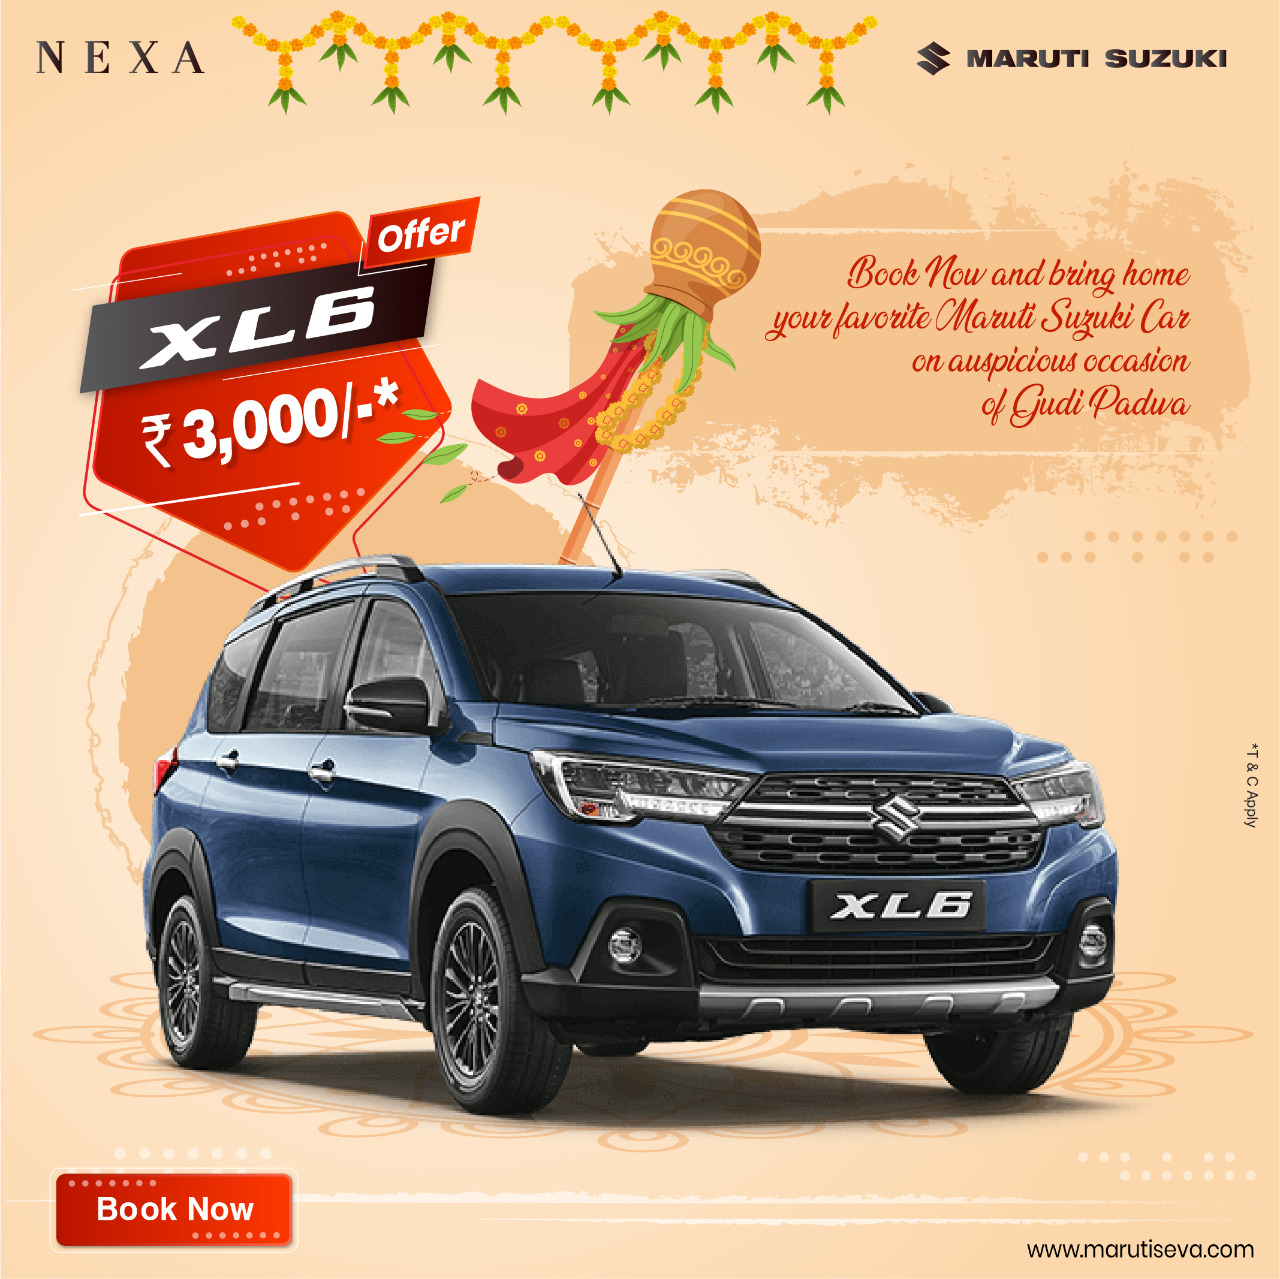 NEXA
MARUTI SUZUKI
Offer
XL6
₹ 3,000/-*
Book Now and bring home
your favorite Maruti Suzuki Car
on auspicious occasion
of Gudi Padwa
*T & C Apply
XL6
Book Now
www.marutiseva.com